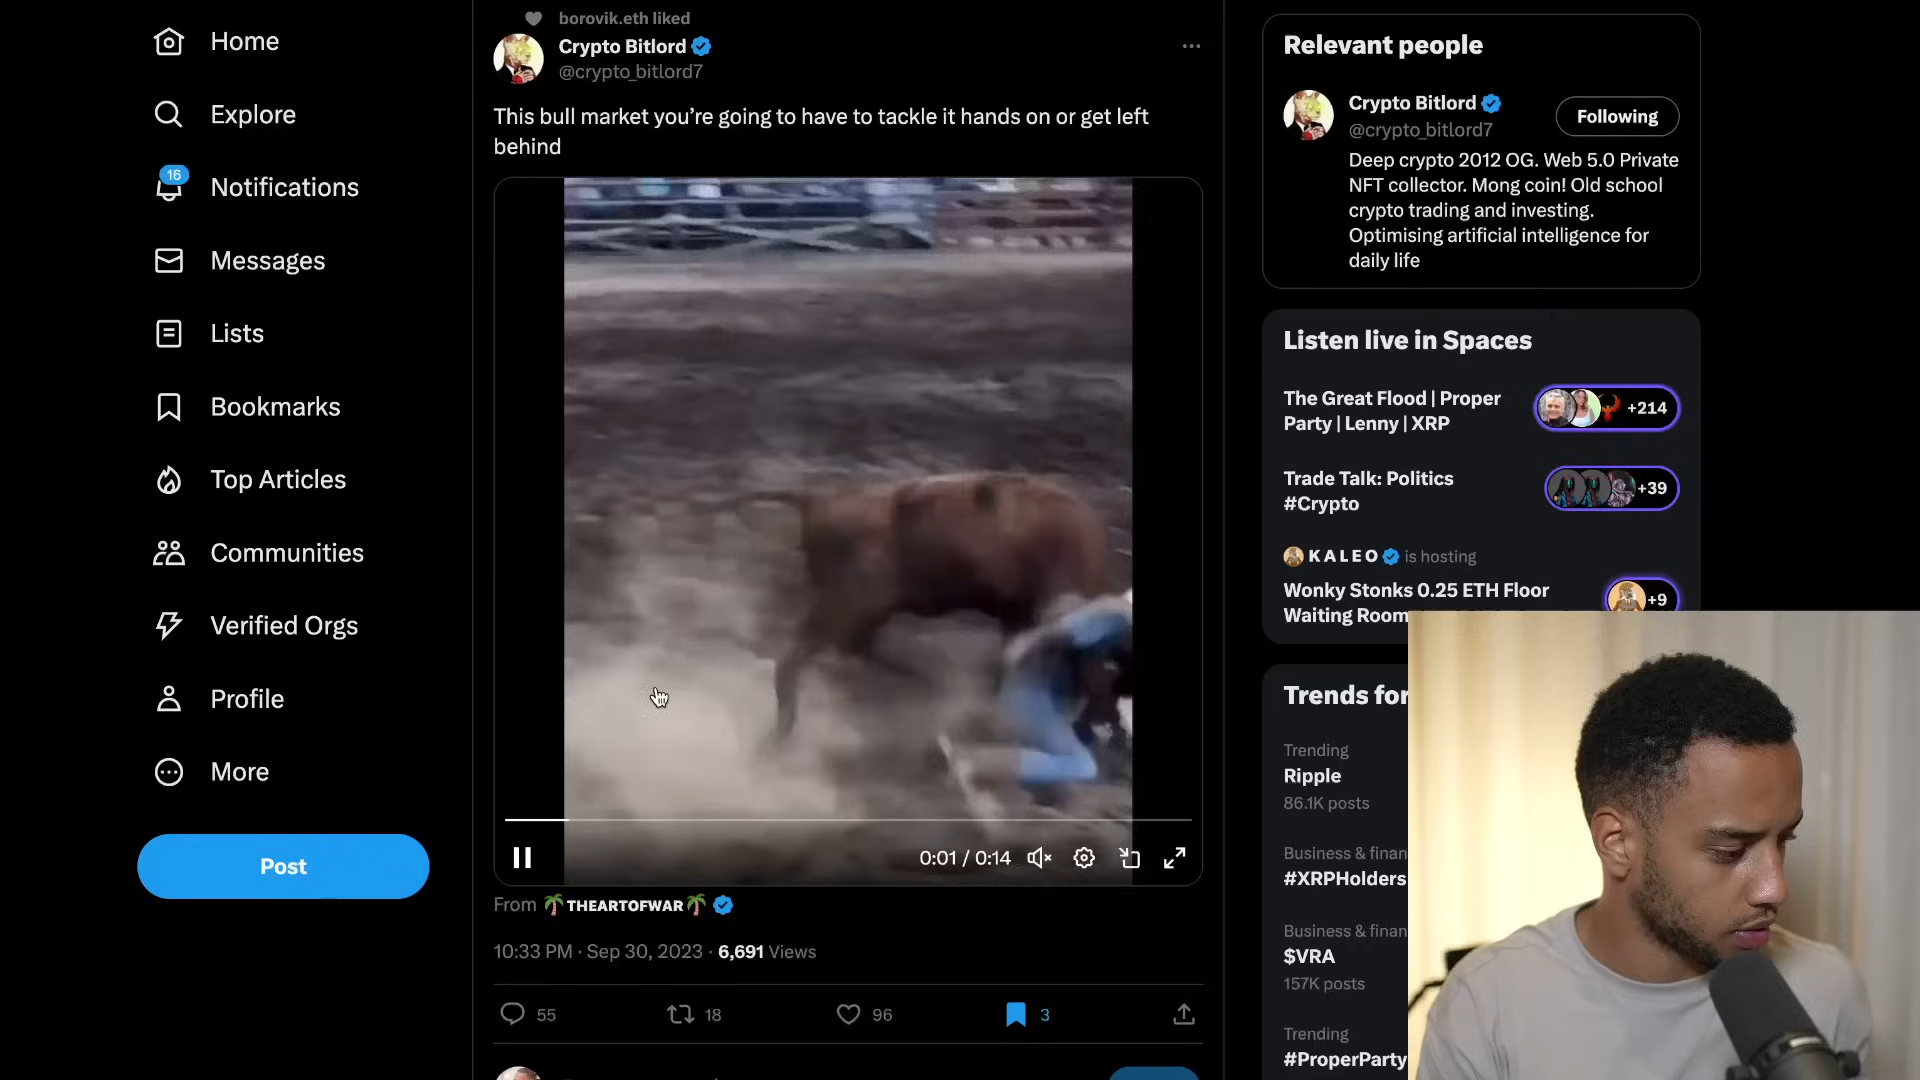 Home
Explore
16
Notifications
Messages
Lists
Bookmarks
Top Articles
Communities
Verified Orgs
Profile
More
Post
borovik.eth liked
Crypto Bitlord
@crypto_bitlord7
This bull market you’re going to have to tackle it hands on or get left
behind
0:01 / 0:14
From 🌴THEARTOFWAR🌴
10:33 PM · Sep 30, 2023 · 6,691 Views
55
18
96
3
Relevant people
Crypto Bitlord
@crypto_bitlord7
Following
Deep crypto 2012 OG. Web 5.0 Private
NFT collector. Mong coin! Old school
crypto trading and investing.
Optimising artificial intelligence for
daily life
Listen live in Spaces
The Great Flood | Proper
Party | Lenny | XRP
+214
Trade Talk: Politics
#Crypto
+39
KALEO is hosting
Wonky Stonks 0.25 ETH Floor
Waiting Room
+9
Trends for
Trending
Ripple
86.1K posts
Business & finan
#XRPHolders
Business & finan
$VRA
157K posts
Trending
#ProperParty